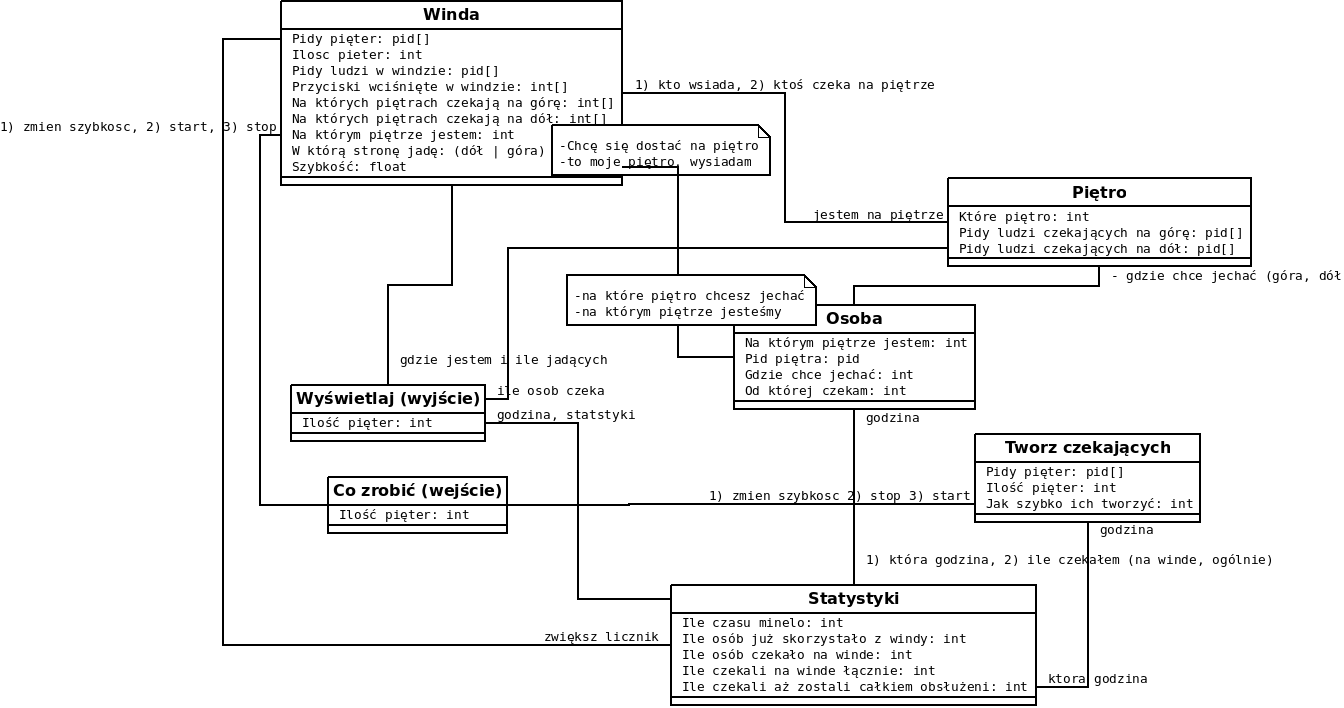 Winda
Pidy pięter: pid[]
Ilosc pieter: int
Pidy ludzi w windzie: pid[]
Przyciski wciśnięte w windzie: int[]
Na których piętrach czekają na górę: int[]
Na których piętrach czekają na dół: int[]
Na którym piętrze jestem: int
W którą stronę jadę: (dół | góra)
Szybkość: float
1) kto wsiada, 2) ktoś czeka na piętrze
1) zmien szybkosc, 2) start, 3) stop
-Chcę się dostać na piętro
-to moje piętro, wysiadam
Piętro
Które piętro: int
Pidy ludzi czekających na górę: pid[]
Pidy ludzi czekających na dół: pid[]
jestem na piętrze
- gdzie chce jechać (góra, dół
-na które piętro chcesz jechać
-na którym piętrze jesteśmy
Osoba
Na którym piętrze jestem: int
Pid piętra: pid
Gdzie chce jechać: int
Od której czekam: int
gdzie jestem i ile jadących
Wyświetlaj (wyjście)
Ilość pięter: int
ile osob czeka
godzina, statstyki
godzina
Tworz czekających
Pidy pięter: pid[]
Ilość pięter: int
Jak szybko ich tworzyć: int
Co zrobić (wejście)
Ilość pięter: int
1) zmien szybkosc 2) stop 3) start
godzina
1) która godzina, 2) ile czekałem (na winde, ogólnie)
Statystyki
Ile czasu minelo: int
Ile osób już skorzystało z windy: int
Ile osób czekało na winde: int
Ile czekali na winde łącznie: int
Ile czekali aż zostali całkiem obsłużeni: int
zwiększ licznik
ktora godzina